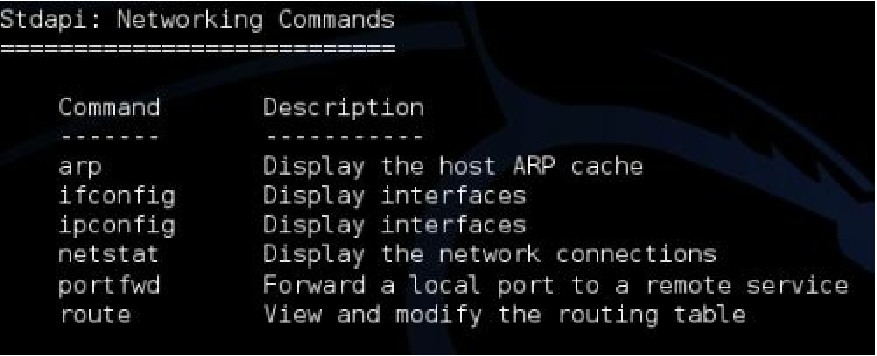 Stdapi: Networking Commands
===========================
Command Description
------- -----------
arp Display the host ARP cache
ifconfig Display interfaces
ipconfig Display interfaces
netstat Display the network connections
portfwd Forward a local port to a remote service
route View and modify the routing table